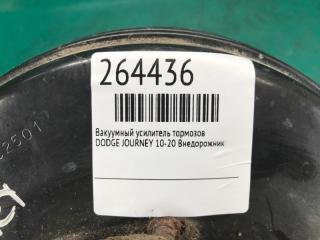 264436
Вакуумный усилитель тормозов
DODGE JOURNEY 10-20 Внедорожник